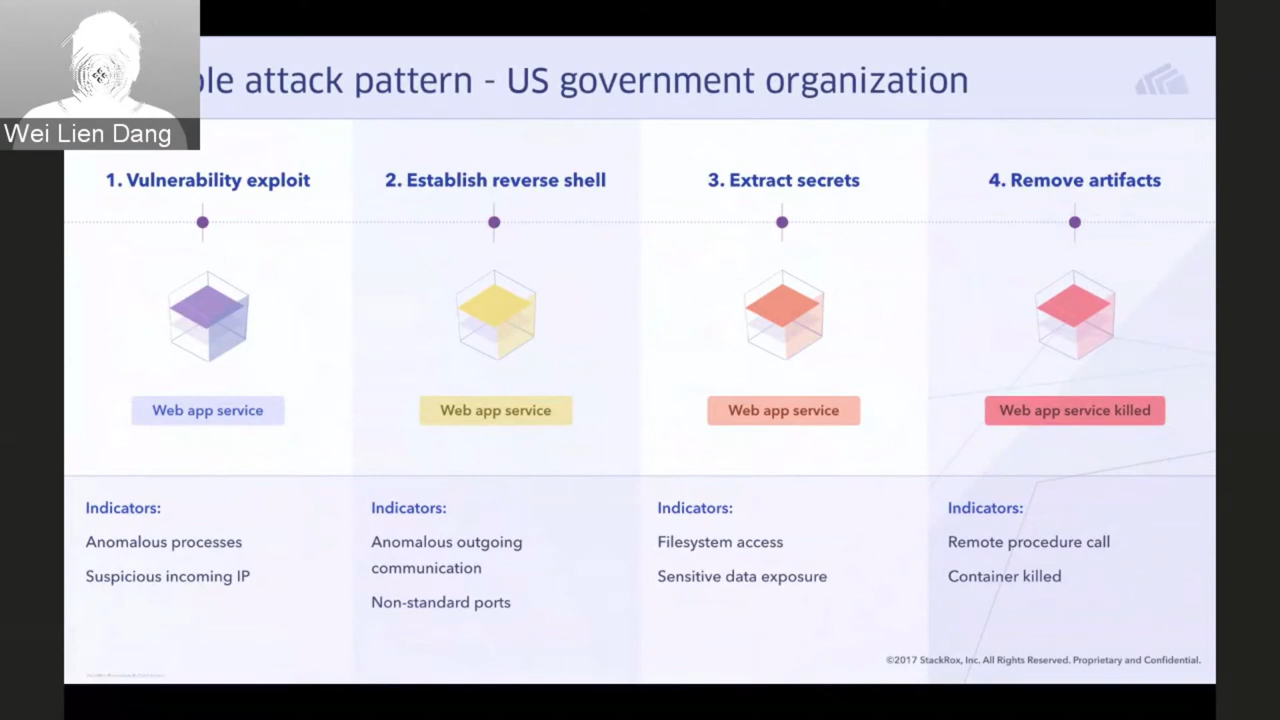 ole attack pattern - US government organization
Wei Lien Dang
1. Vulnerability exploit
2. Establish reverse shell
3. Extract secrets
4. Remove artifacts
Web app service
Web app service
Web app service
Web app service killed
Indicators:
Anomalous processes
Suspicious incoming IP
Indicators:
Anomalous outgoing
communication
Non-standard ports
Indicators:
Filesystem access
Sensitive data exposure
Indicators:
Remote procedure call
Container killed
©2017 StackRox, Inc. All Rights Reserved. Proprietary and Confidential.